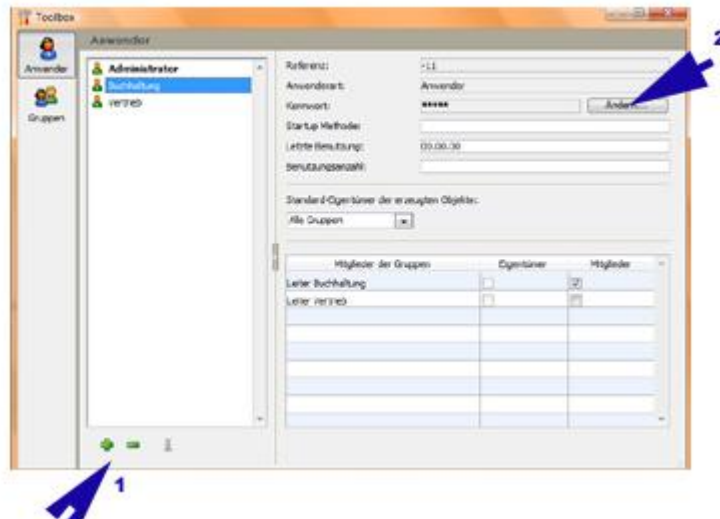 Toolbox
Anwender
Anwender
Gruppen
Administrator
Buchhaltung
Vertrieb
Referenz: -11
Anwenderart: Anwender
Kennwort: ***** Ändern...
Startup Methode:
Letzte Benutzung: 00.00.00
Benutzungsanzahl:
Standard-Eigentümer der erzeugten Objekte:
Alle Gruppen
Mitglieder der Gruppen Eigentümer Mitglieder
Leiter Buchhaltung
Leiter Vertrieb
1
2